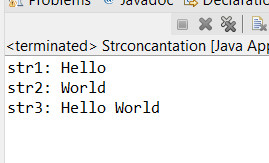 Problems Javadoc Declaratio
<terminated> Strconcantation [Java App
str1: Hello
str2: World
str3: Hello World